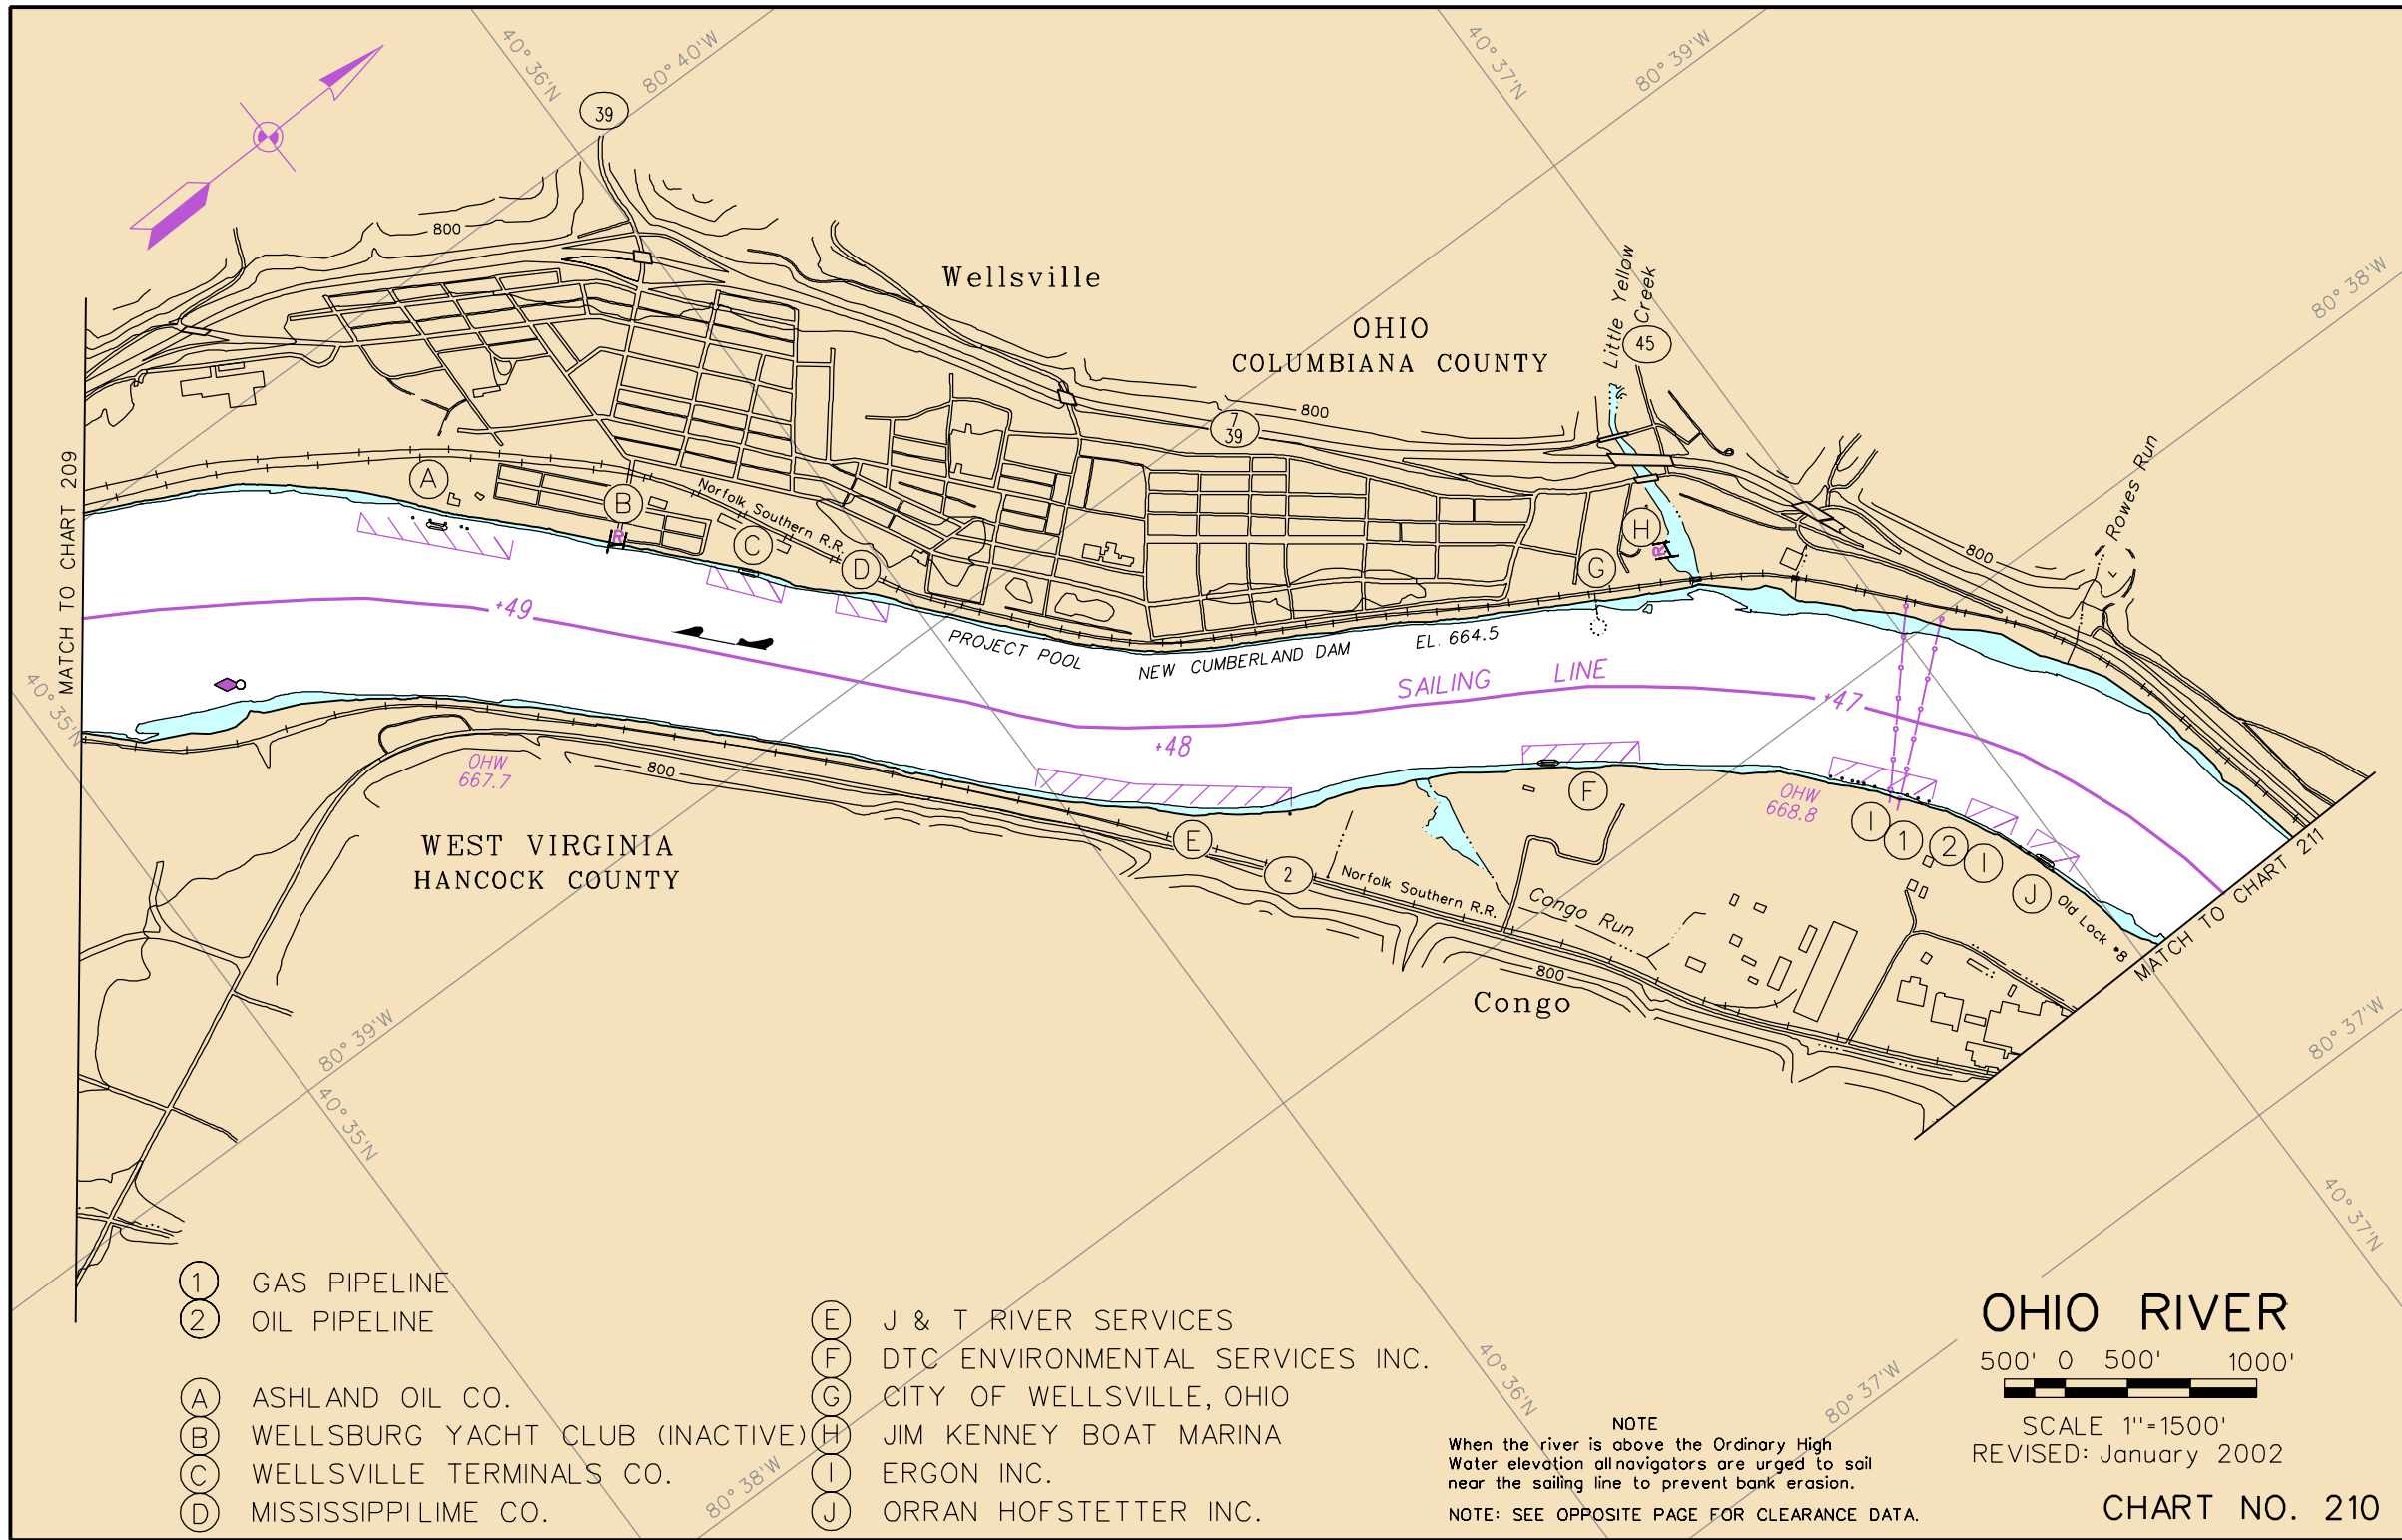 40° 36'N
80° 40'W
40° 37'N
80° 39'W
39
800
Wellsville
Little Yellow
Creek
80° 38'W
OHIO
COLUMBIANA COUNTY
45
800
7
39
MATCH TO CHART 209
A
B
R
Norfolk Southern R.R.
C
D
G
H
R
800
Rowes Run
+49
PROJECT POOL
NEW CUMBERLAND DAM
EL. 664.5
SAILING LINE
+47
+48
40° 35'N
OHW
667.7
800
WEST VIRGINIA
HANCOCK COUNTY
E
2
Norfolk Southern R.R.
F
Congo Run
OHW
668.8
I
1
2
I
J
Old Lock #8
MATCH TO CHART 211
800
Congo
80° 39'W
40° 35'N
80° 37'W
40° 37'N
1 GAS PIPELINE
2 OIL PIPELINE
A ASHLAND OIL CO.
B WELLSBURG YACHT CLUB (INACTIVE)
C WELLSVILLE TERMINALS CO.
D MISSISSIPPI LIME CO.
E J & T RIVER SERVICES
F DTC ENVIRONMENTAL SERVICES INC.
G CITY OF WELLSVILLE, OHIO
H JIM KENNEY BOAT MARINA
I ERGON INC.
J ORRAN HOFSTETTER INC.
80° 38'W
40° 36'N
80° 37'W
NOTE
When the river is above the Ordinary High
Water elevation all navigators are urged to sail
near the sailing line to prevent bank erasion.
NOTE: SEE OPPOSITE PAGE FOR CLEARANCE DATA.
OHIO RIVER
500' 0 500' 1000'
SCALE 1"=1500'
REVISED: January 2002
CHART NO. 210